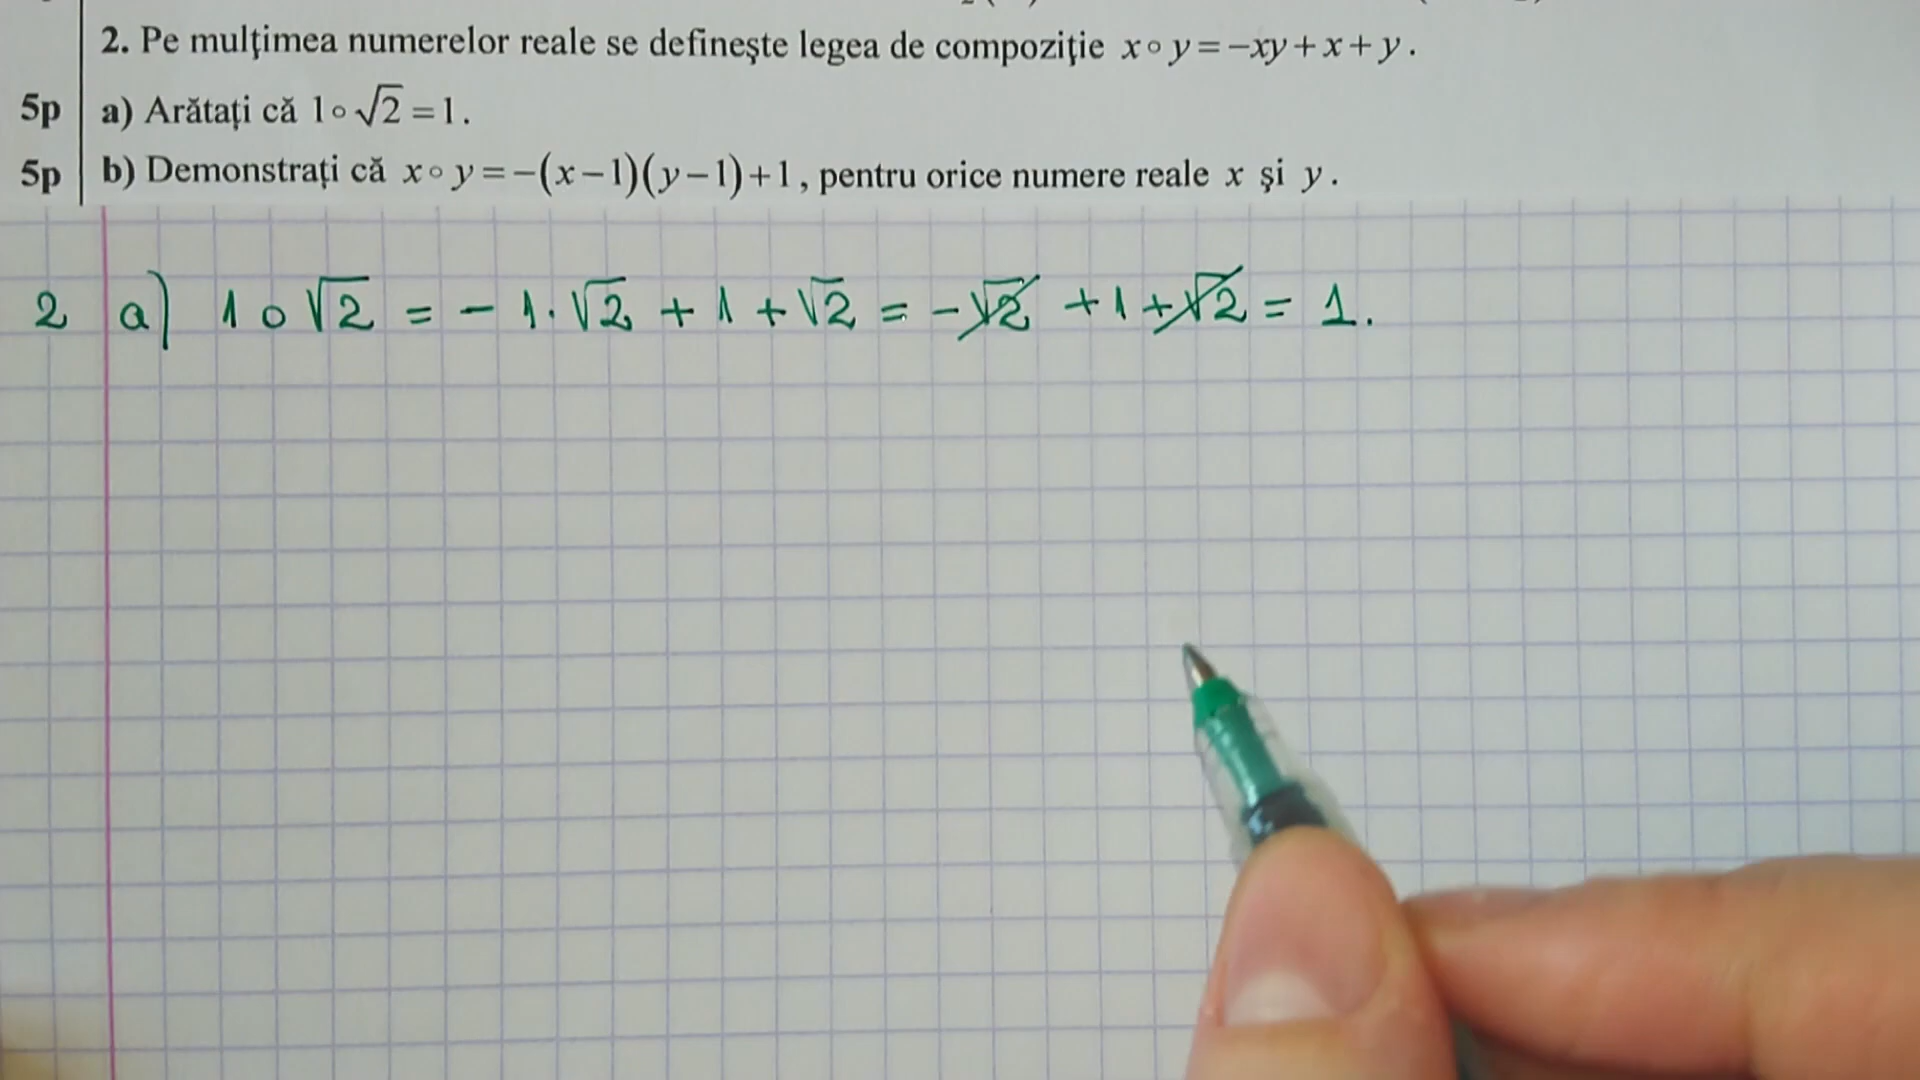 2. Pe mulţimea numerelor reale se defineşte legea de compoziţie x∘y=−xy+x+y.
5p a) Arătaţi că 1∘√2=1.
5p b) Demonstraţi că x∘y=−(x−1)(y−1)+1, pentru orice numere reale x şi y.
2 a) 1∘√2 = −1·√2 + 1 + √2 = −√2 + 1 + √2 = 1.